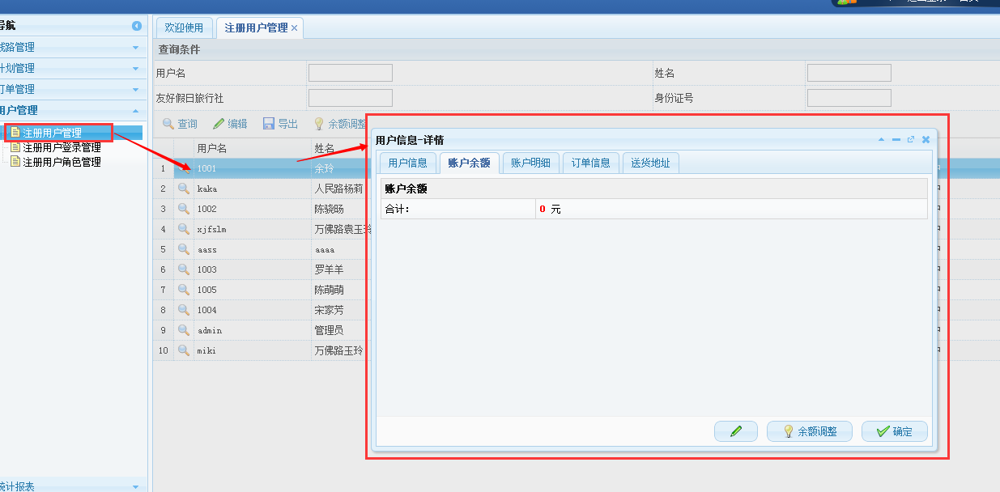 导航
欢迎使用
注册用户管理
线路管理
计划管理
订单管理
用户管理
注册用户管理
注册用户登录管理
注册用户角色管理
统计报表
查询条件
用户名
姓名
友好假日旅行社
身份证号
查询 编辑 导出 余额调整
用户名 姓名
1 1001 余玲
2 kaka 人民路杨莉
3 1002 陈骁旸
4 xjfslm 万佛路袁玉玲
5 aass aaaa
6 1003 罗羊羊
7 1005 陈萌萌
8 1004 宋家芳
9 admin 管理员
10 miki 万佛路玉玲
用户信息-详情
用户信息 账户余额 账户明细 订单信息 送货地址
账户余额
合计: 0 元
余额调整 确定